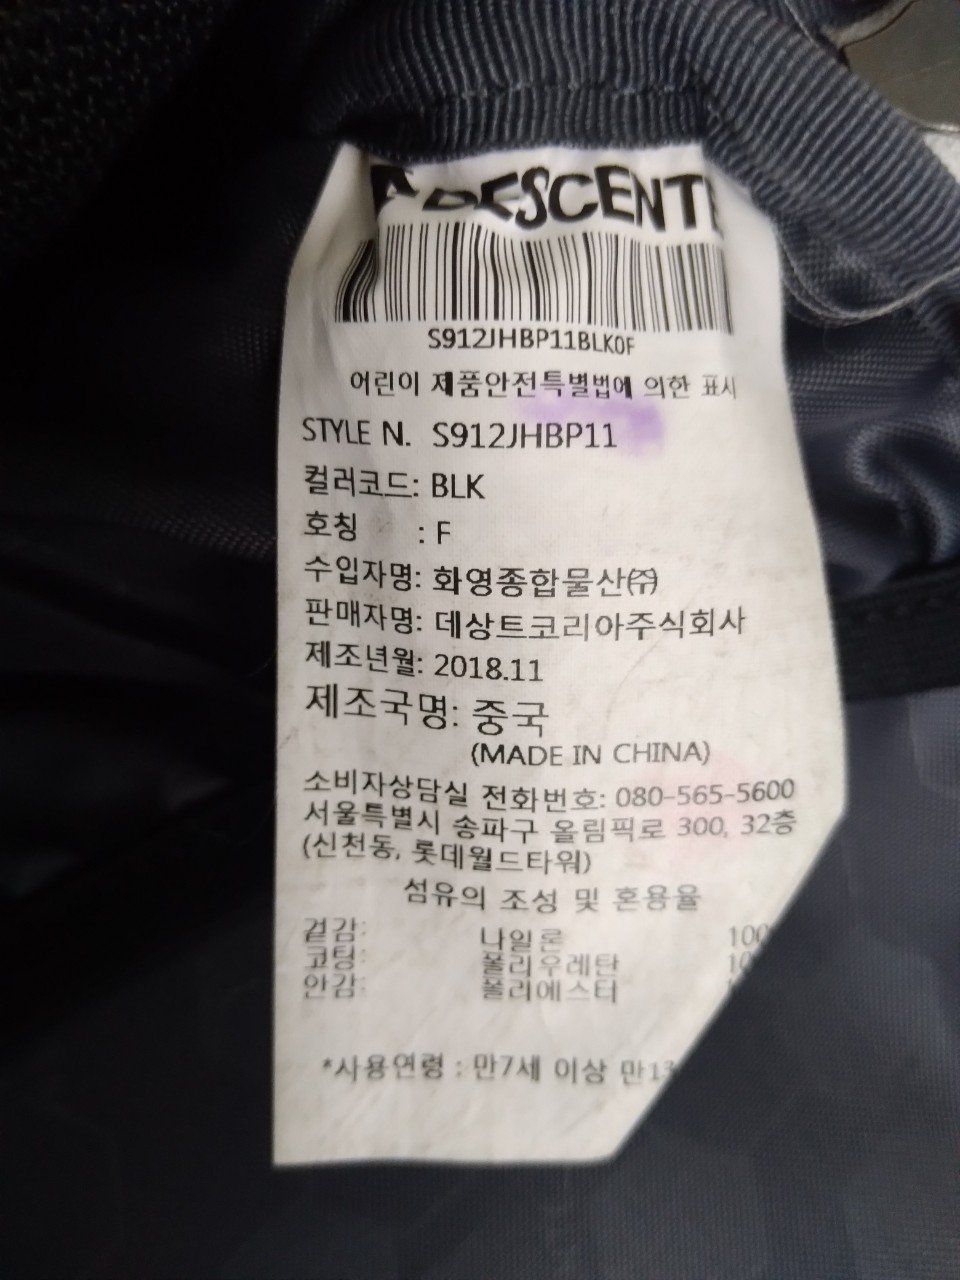 DESCENTE
S912JHBP11BLK0F
어린이 제품안전특별법에 의한 표시
STYLE N. S912JHBP11
컬러코드: BLK
호칭 : F
수입자명: 화영종합물산㈜
판매자명: 데상트코리아주식회사
제조년월: 2018.11
제조국명: 중국
(MADE IN CHINA)
소비자상담실 전화번호: 080-565-5600
서울특별시 송파구 올림픽로 300, 32층
(신천동, 롯데월드타워)
섬유의 조성 및 혼용율
겉감: 나일론 100
코팅: 폴리우레탄
안감: 폴리에스터
*사용연령 : 만7세 이상 만13